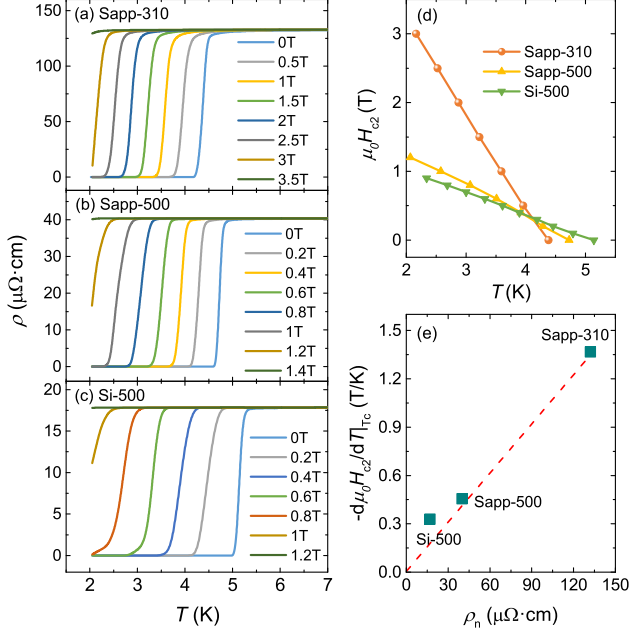 (a) Sapp-310
0T
0.5T
1T
1.5T
2T
2.5T
3T
3.5T
0
50
100
150
(b) Sapp-500
0T
0.2T
0.4T
0.6T
0.8T
1T
1.2T
1.4T
0
10
20
30
40
ρ (μΩ·cm)
(c) Si-500
0T
0.2T
0.4T
0.6T
0.8T
1T
1.2T
0
5
10
15
20
2 3 4 5 6 7
T (K)
(d)
Sapp-310
Sapp-500
Si-500
0
1
2
3
μ₀H_c2 (T)
2 3 4 5
T (K)
(e)
Sapp-310
Sapp-500
Si-500
0.0
0.3
0.6
0.9
1.2
1.5
-dμ₀H_c2/dT|_Tc (T/K)
0 30 60 90 120 150
ρ_n (μΩ·cm)